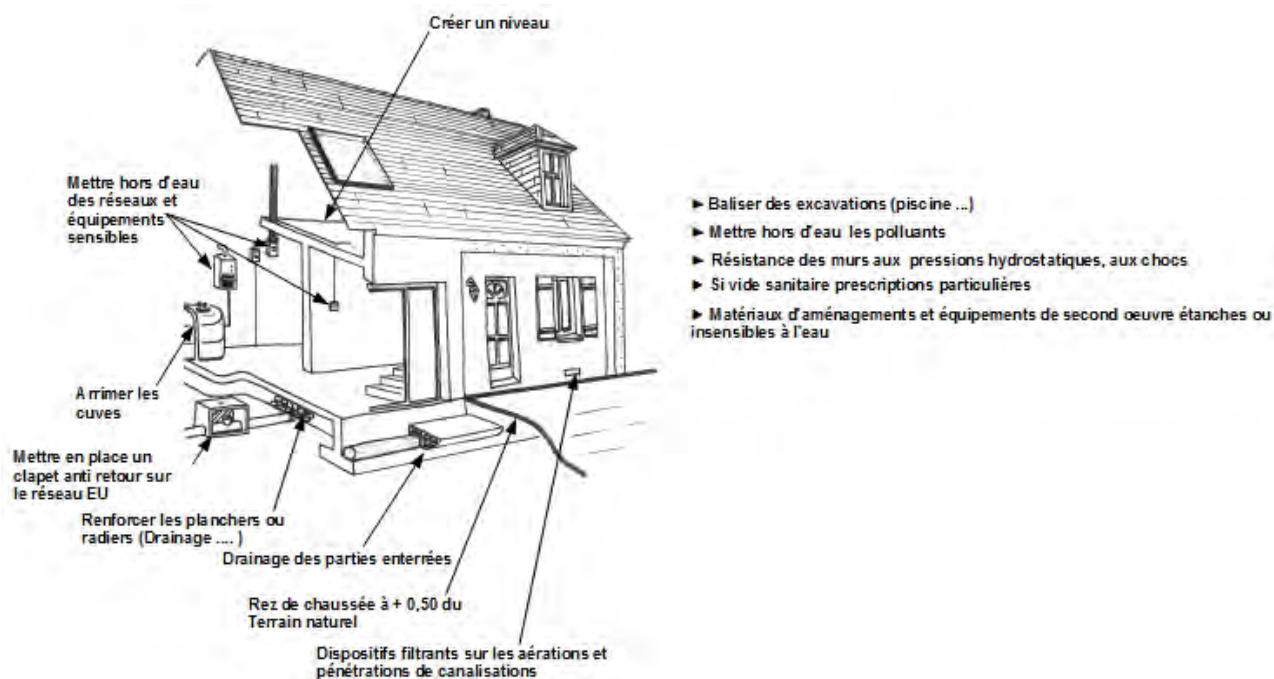 Créer un niveau
Mettre hors d'eau
des réseaux et
équipements
sensibles
Arrimer les
cuves
Mettre en place un
clapet anti retour sur
le réseau EU
Renforcer les planchers ou
radiers (Drainage .... )
Drainage des parties enterrées
Rez de chaussée à + 0,50 du
Terrain naturel
Dispositifs filtrants sur les aérations et
pénétrations de canalisations
► Baliser des excavations (piscine ...)
► Mettre hors d'eau les polluants
► Résistance des murs aux pressions hydrostatiques, aux chocs
► Si vide sanitaire prescriptions particulières
► Matériaux d'aménagements et équipements de second oeuvre étanches ou
insensibles à l'eau